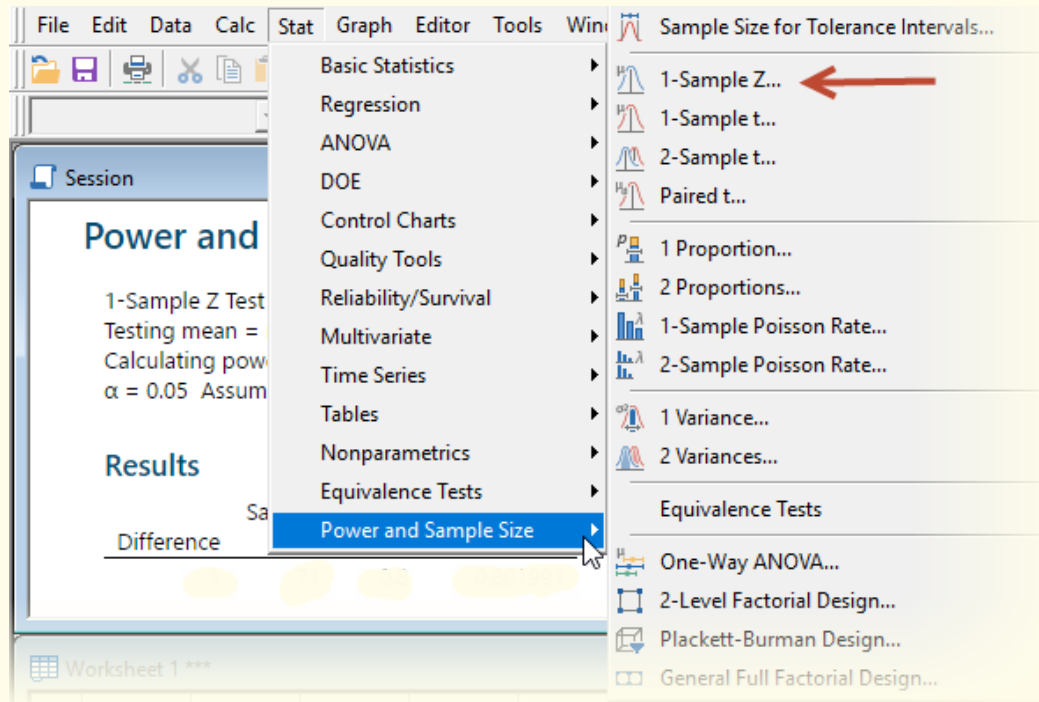 File Edit Data Calc Stat Graph Editor Tools
Basic Statistics
Regression
ANOVA
DOE
Control Charts
Quality Tools
Reliability/Survival
Multivariate
Time Series
Tables
Nonparametrics
Equivalence Tests
Power and Sample Size
Sample Size for Tolerance Intervals...
1-Sample Z...
1-Sample t...
2-Sample t...
Paired t...
1 Proportion...
2 Proportions...
1-Sample Poisson Rate...
2-Sample Poisson Rate...
1 Variance...
2 Variances...
Equivalence Tests
One-Way ANOVA...
2-Level Factorial Design...
Plackett-Burman Design...
General Full Factorial Design...
Session
Power and
1-Sample Z Test
Testing mean =
Calculating pow
α = 0.05 Assum
Results
Sa
Difference
Worksheet 1 ***